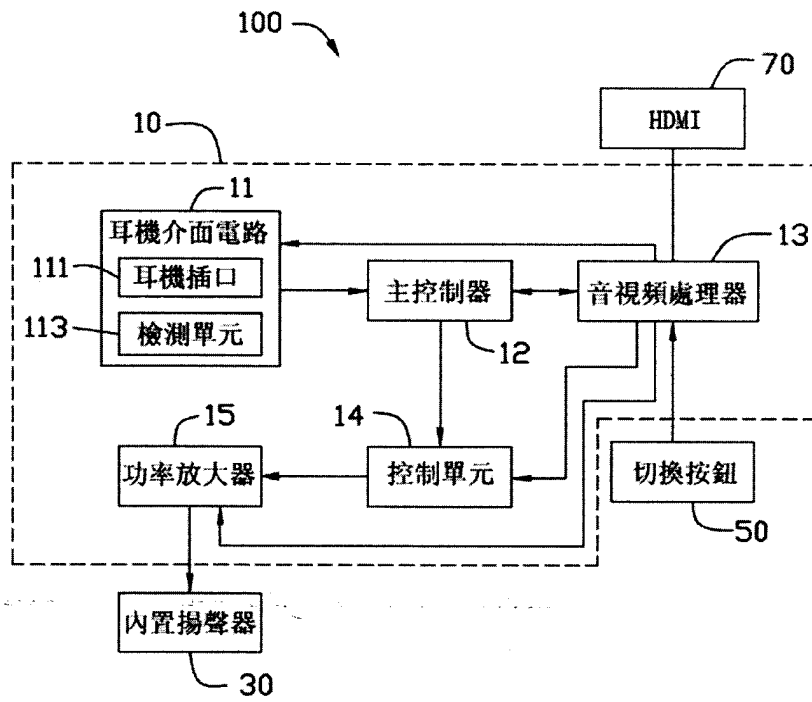 100
70
HDMI
10
11
耳機介面電路
111
耳機插口
113
檢測單元
主控制器
12
13
音視頻處理器
15
功率放大器
14
控制單元
切換按鈕
50
內置揚聲器
30